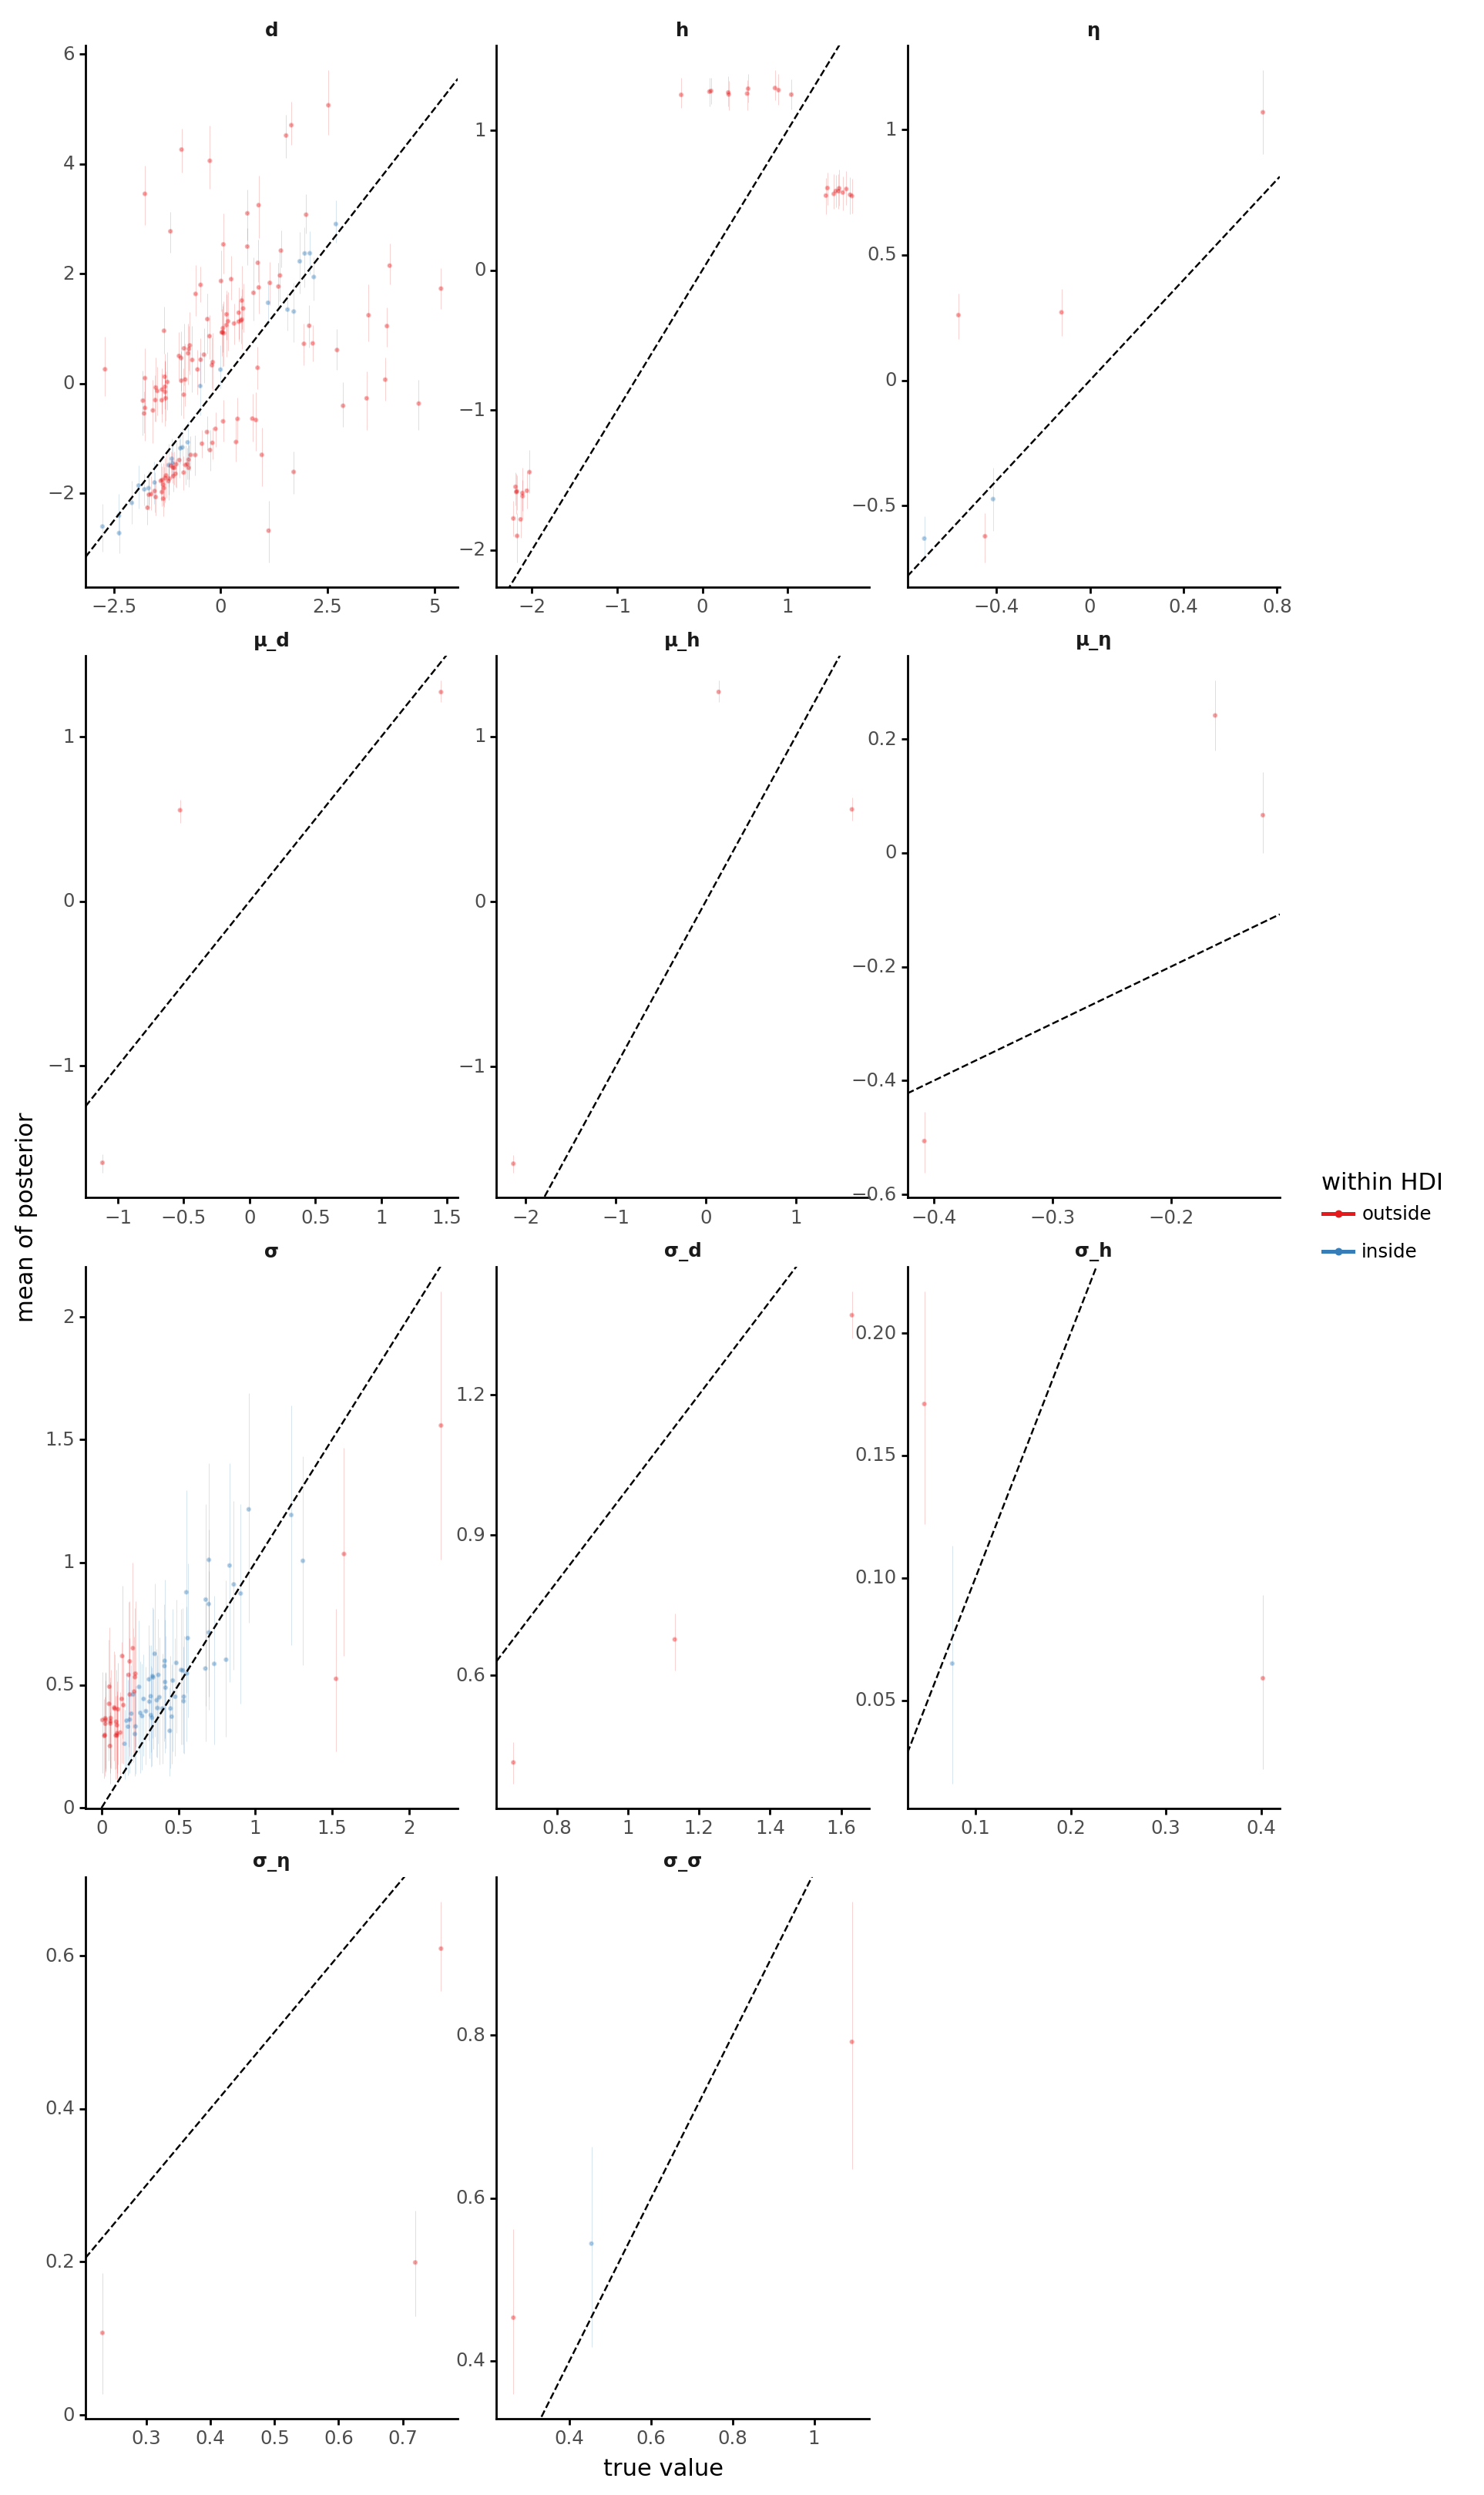 d h η
6
4
2
0
−2
−2.5 0 2.5 5
1
0
−1
−2
−2 −1 0 1
1
0.5
0
−0.5
−0.4 0 0.4 0.8
μ_d μ_h μ_η
1
0
−1
−1 −0.5 0 0.5 1 1.5
1
0
−1
−2 −1 0 1
0.2
0
−0.2
−0.4
−0.6
−0.4 −0.3 −0.2
mean of posterior
within HDI
outside
inside
σ σ_d σ_h
2
1.5
1
0.5
0
0 0.5 1 1.5 2
1.2
0.9
0.6
0.8 1 1.2 1.4 1.6
0.20
0.15
0.10
0.05
0.1 0.2 0.3 0.4
σ_η σ_σ
0.6
0.4
0.2
0
0.3 0.4 0.5 0.6 0.7
0.8
0.6
0.4
0.4 0.6 0.8 1
true value